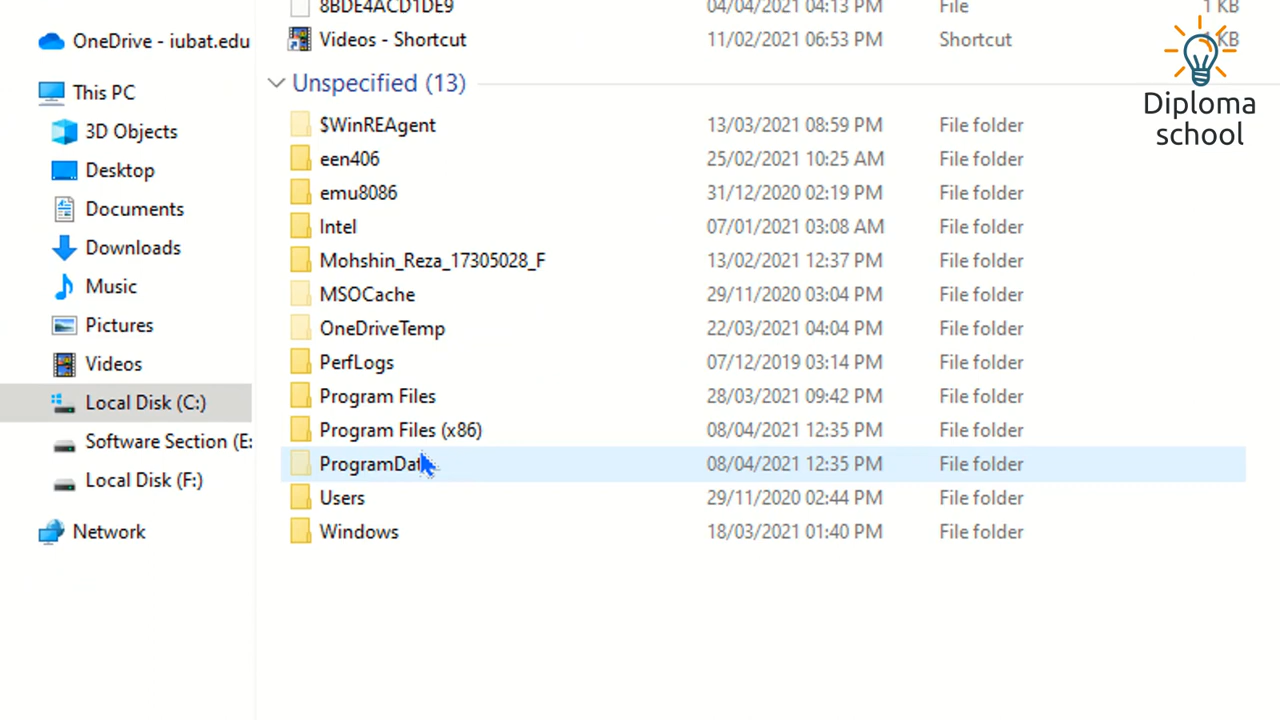 OneDrive - iubat.edu
This PC
3D Objects
Desktop
Documents
Downloads
Music
Pictures
Videos
Local Disk (C:)
Software Section (E:
Local Disk (F:)
Network
8BDE4ACD1DE9 04/04/2021 04:13 PM File 1 KB
Videos - Shortcut 11/02/2021 06:53 PM Shortcut KB
Unspecified (13)
$WinREAgent 13/03/2021 08:59 PM File folder
een406 25/02/2021 10:25 AM File folder
emu8086 31/12/2020 02:19 PM File folder
Intel 07/01/2021 03:08 AM File folder
Mohshin_Reza_17305028_F 13/02/2021 12:37 PM File folder
MSOCache 29/11/2020 03:04 PM File folder
OneDriveTemp 22/03/2021 04:04 PM File folder
PerfLogs 07/12/2019 03:14 PM File folder
Program Files 28/03/2021 09:42 PM File folder
Program Files (x86) 08/04/2021 12:35 PM File folder
ProgramData 08/04/2021 12:35 PM File folder
Users 29/11/2020 02:44 PM File folder
Windows 18/03/2021 01:40 PM File folder
Diploma
school